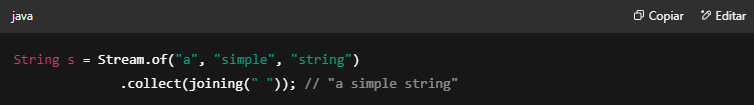 java Copiar Editar
String s = Stream.of("a", "simple", "string")
.collect(joining(" ")); // "a simple string"